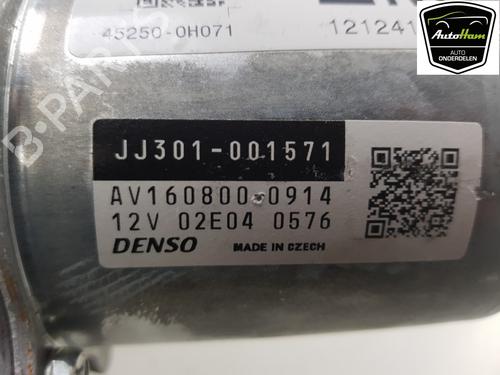 45250-0H071
121241
JJ301-001571
AV160800-0914
12V 02E04 0576
DENSO MADE IN CZECH
AutoHam
AUTO
ONDERDELEN
B-PARTS